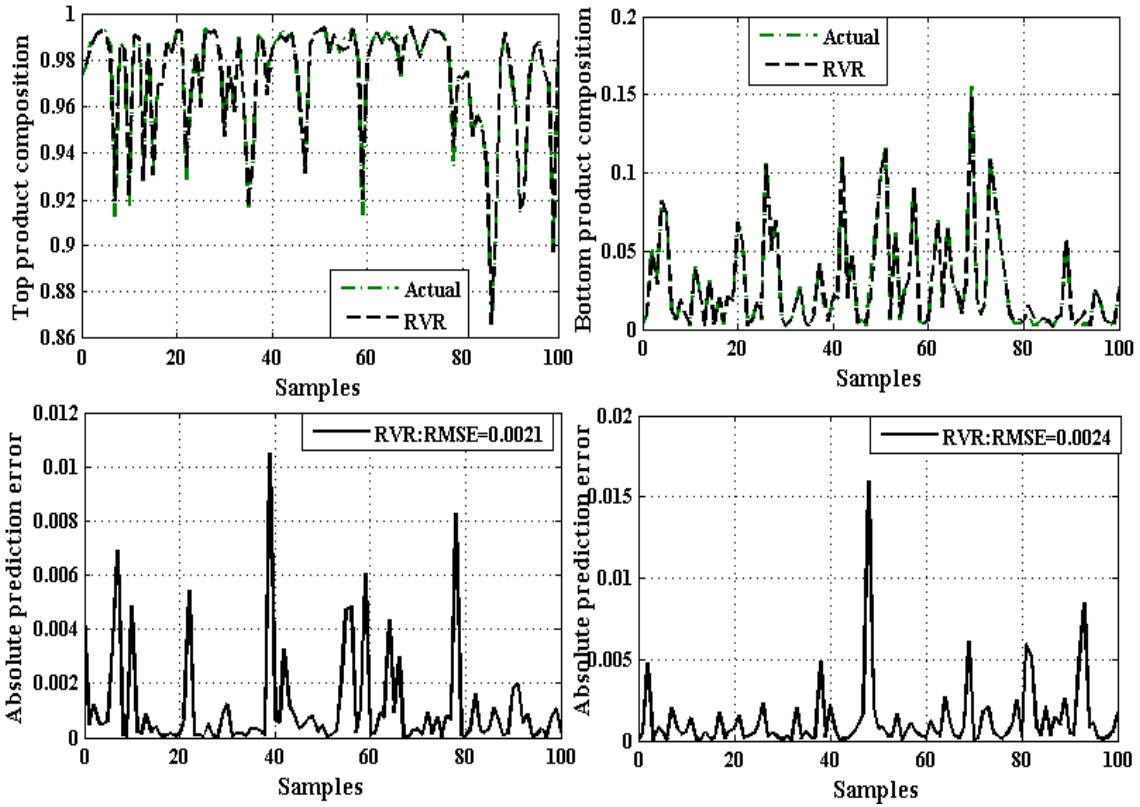 Top product composition
1
0.98
0.96
0.94
0.92
0.9
0.88
0.86
Actual
RVR
0 20 40 60 80 100
Samples
Bottom product composition
0.2
0.15
0.1
0.05
0
Actual
RVR
0 20 40 60 80 100
Samples
Absolute prediction error
0.012
0.01
0.008
0.006
0.004
0.002
0
RVR:RMSE=0.0021
0 20 40 60 80 100
Samples
Absolute prediction error
0.02
0.015
0.01
0.005
0
RVR:RMSE=0.0024
0 20 40 60 80 100
Samples